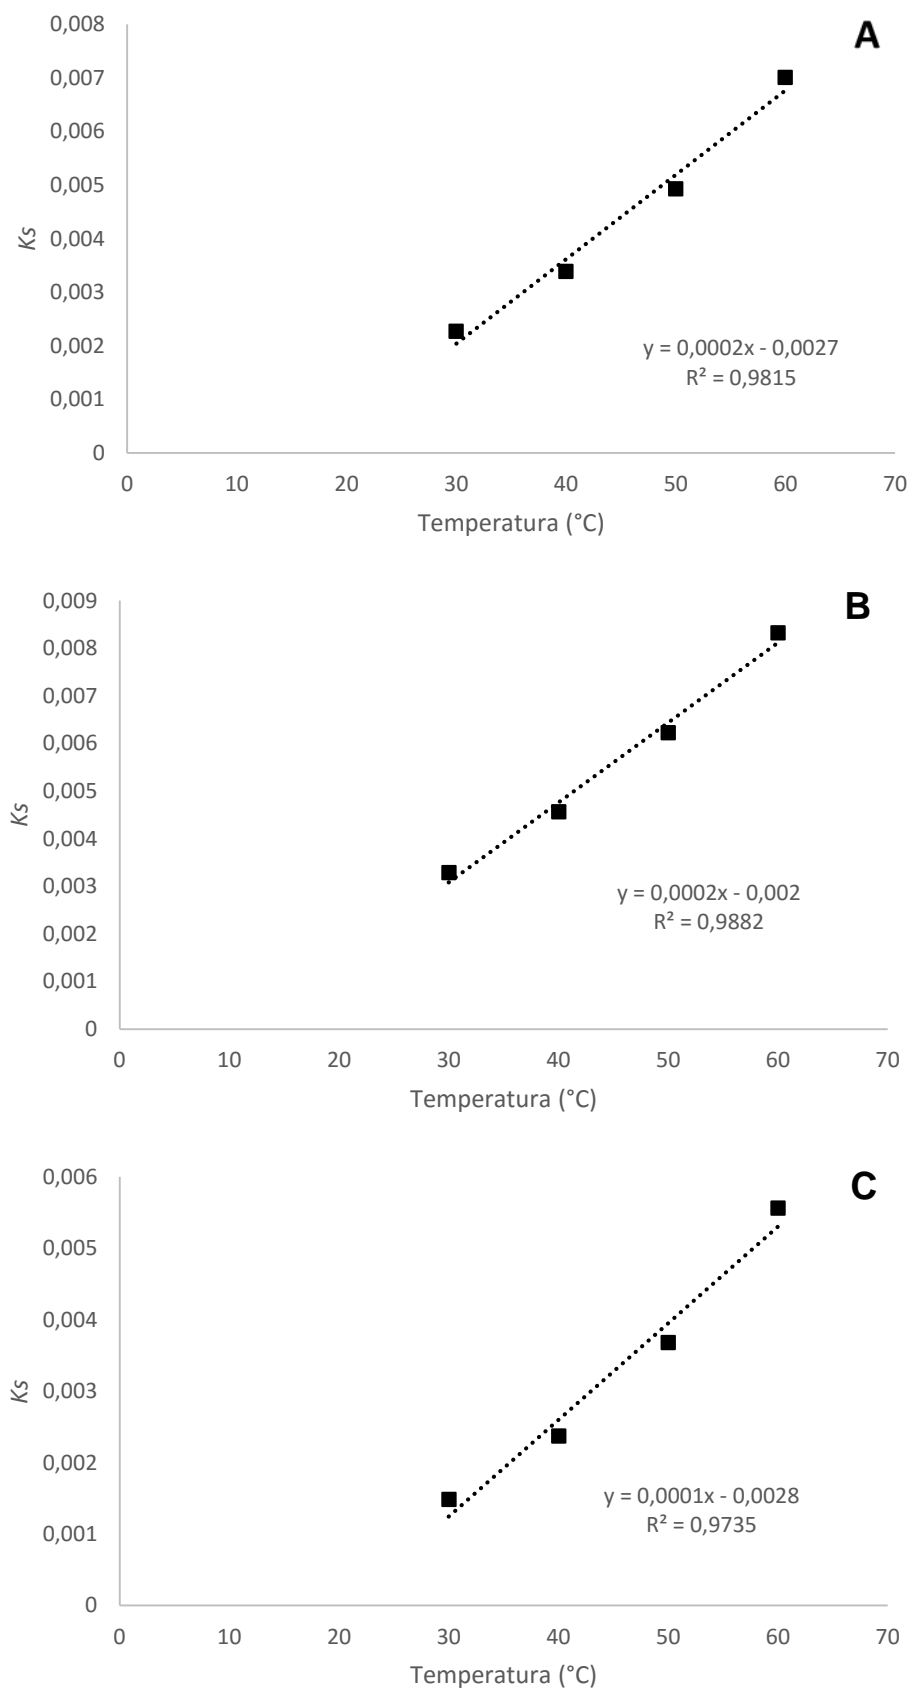 A
0,008
0,007
0,006
0,005
0,004
0,003
0,002
0,001
0
Ks
y = 0,0002x - 0,0027
R² = 0,9815
0 10 20 30 40 50 60 70
Temperatura (°C)
B
0,009
0,008
0,007
0,006
0,005
0,004
0,003
0,002
0,001
0
Ks
y = 0,0002x - 0,002
R² = 0,9882
0 10 20 30 40 50 60 70
Temperatura (°C)
C
0,006
0,005
0,004
0,003
0,002
0,001
0
Ks
y = 0,0001x - 0,0028
R² = 0,9735
0 10 20 30 40 50 60 70
Temperatura (°C)